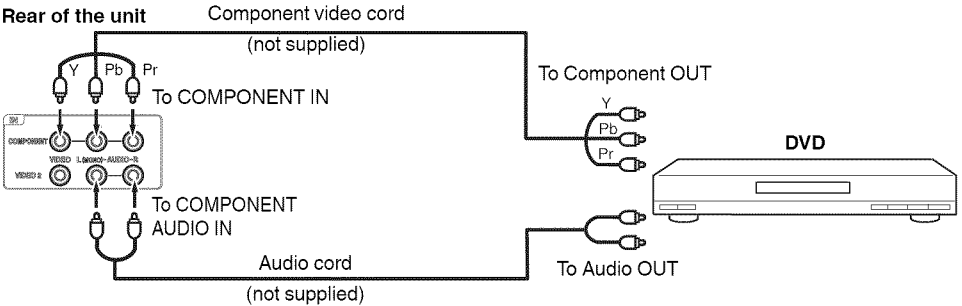 Rear of the unit
Component video cord
(not supplied)
Y Pb Pr
To COMPONENT IN
To Component OUT
Y
Pb
Pr
DVD
IN
COMPONENT
VIDEO L(MONO)-AUDIO-R
VIDEO 2
To COMPONENT
AUDIO IN
To Audio OUT
Audio cord
(not supplied)